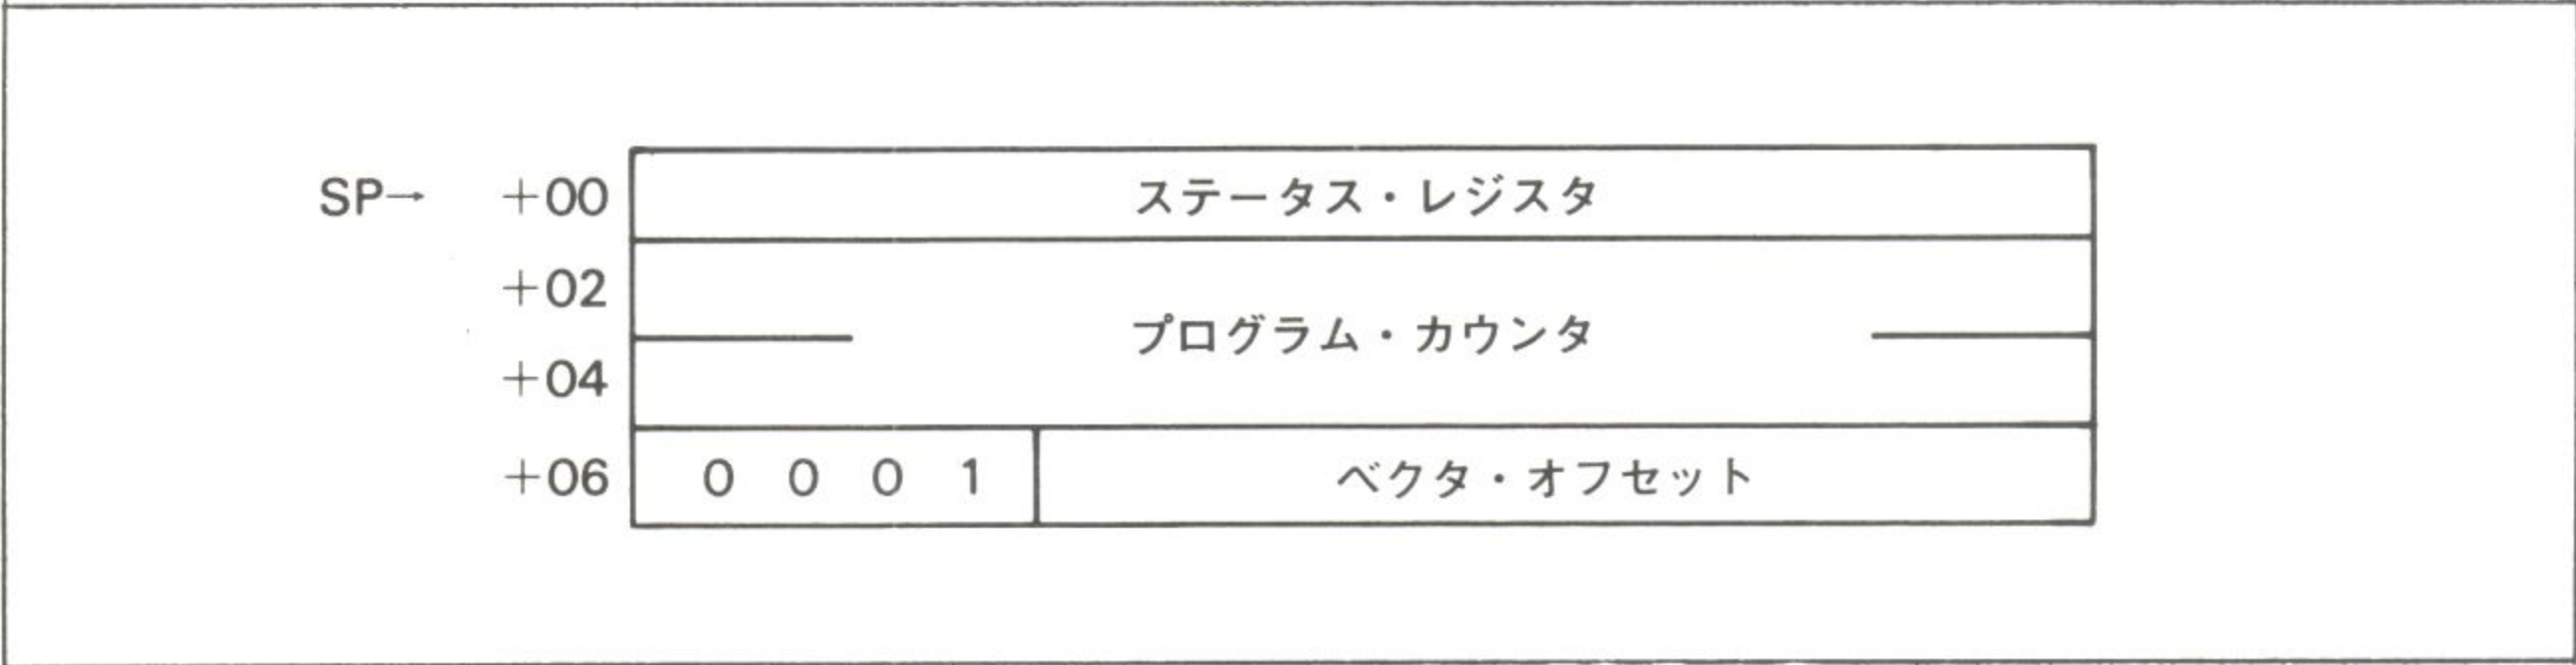 SP→ +00 ステータス・レジスタ
+02
プログラム・カウンタ
+04
+06 0 0 0 1 ベクタ・オフセット